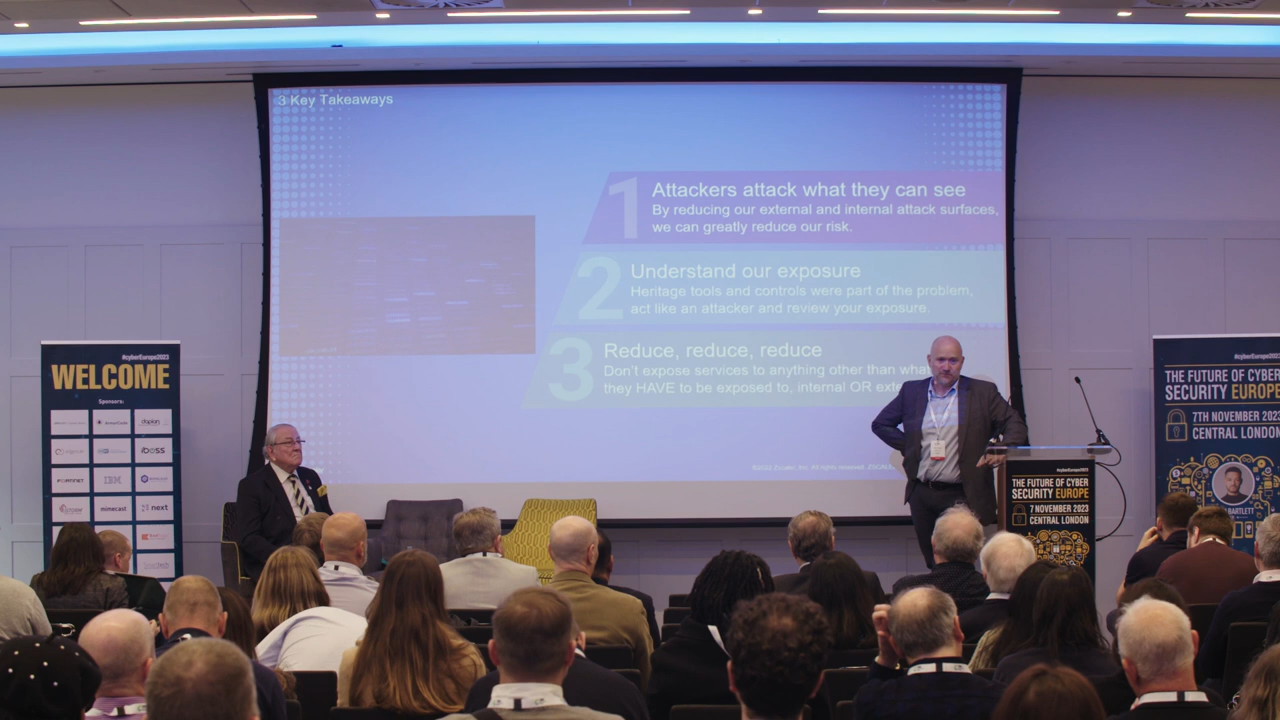 3 Key Takeaways
1
Attackers attack what they can see
By reducing our external and internal attack surfaces,
we can greatly reduce our risk.
2
Understand our exposure
Heritage tools and controls were part of the problem,
act like an attacker and review your exposure.
3
Reduce, reduce, reduce
Don't expose services to anything other than what
they HAVE to be exposed to, internal OR
#cyberEurope2023
WELCOME
Sponsors:
iboss
FORTINET
IBM
mimecast
next
#cyberEurope2023
THE FUTURE OF CYBER
SECURITY EUROPE
7 NOVEMBER 2023
CENTRAL LONDON
THE FUTURE OF CYBER
SECURITY EUROPE
7TH NOVEMBER 2023
CENTRAL LONDON
BARTLETT